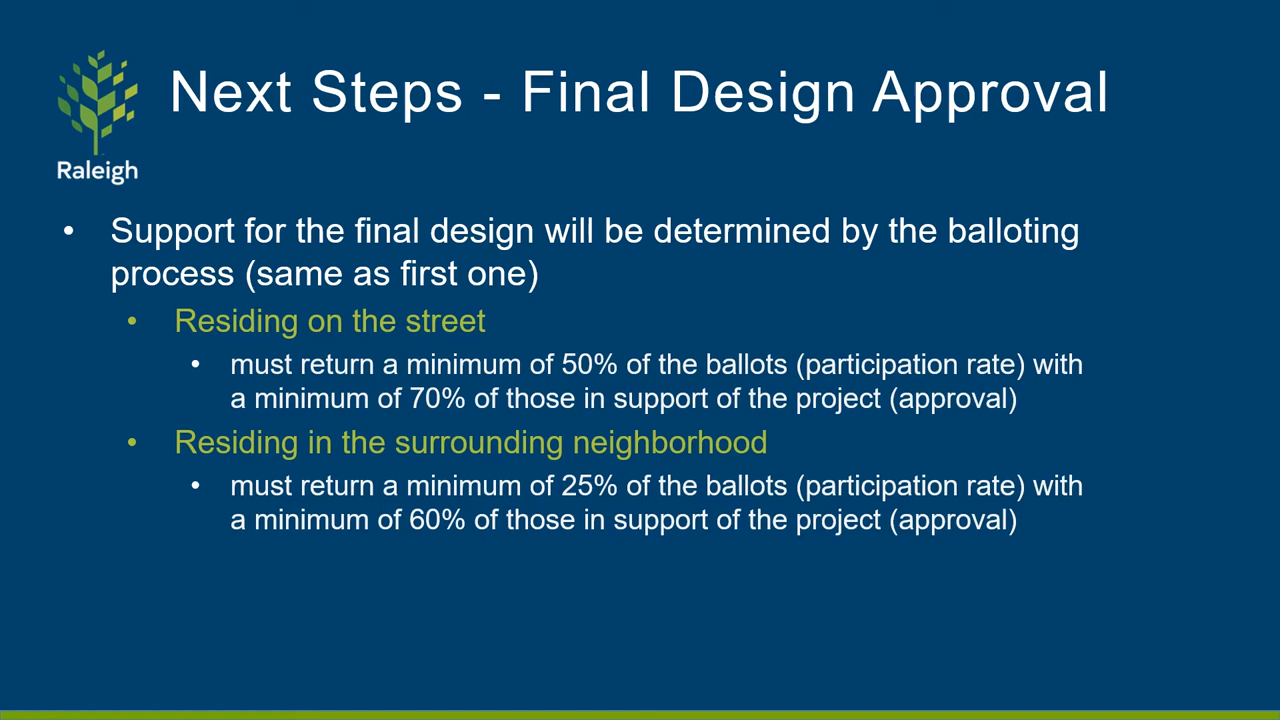 Next Steps - Final Design Approval
Raleigh
• Support for the final design will be determined by the balloting
process (same as first one)
• Residing on the street
• must return a minimum of 50% of the ballots (participation rate) with
a minimum of 70% of those in support of the project (approval)
• Residing in the surrounding neighborhood
• must return a minimum of 25% of the ballots (participation rate) with
a minimum of 60% of those in support of the project (approval)